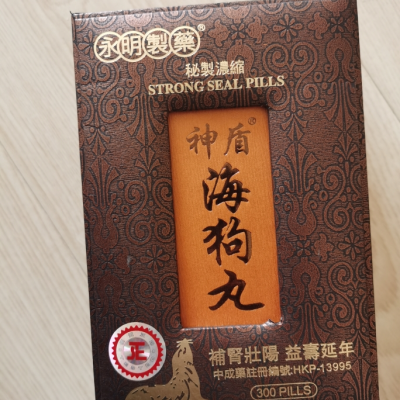 永明製藥®
秘製濃縮
STRONG SEAL PILLS
神盾®
海狗丸
正
補腎壯陽 益壽延年
中成藥註冊編號:HKP-13995
300 PILLS